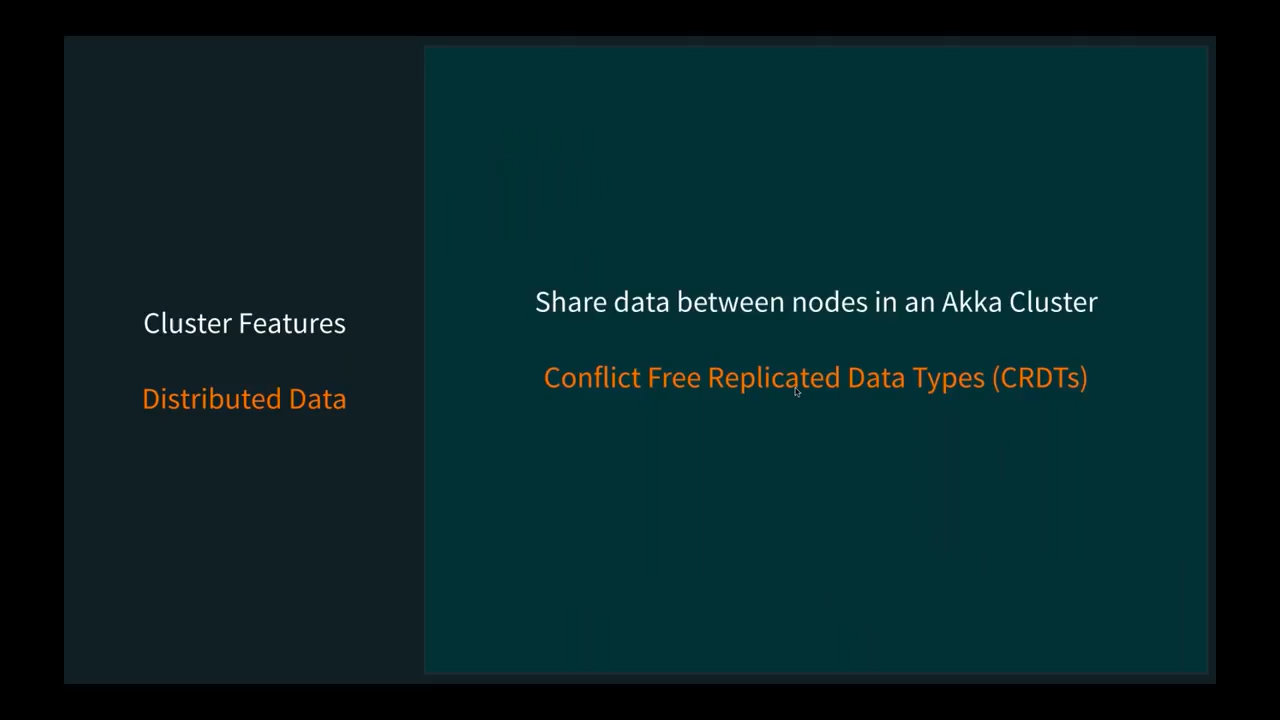 Cluster Features
Distributed Data
Share data between nodes in an Akka Cluster
Conflict Free Replicated Data Types (CRDTs)